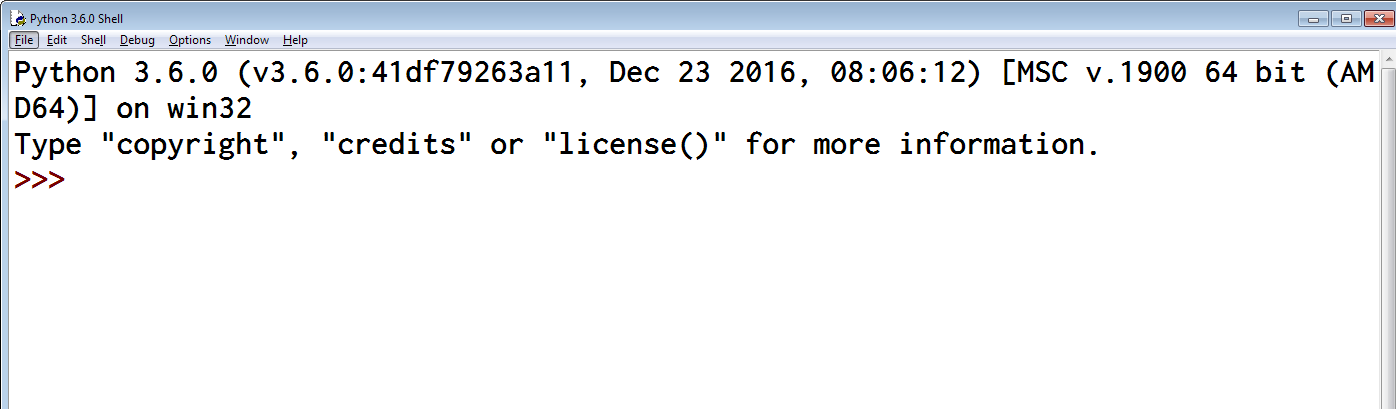 Python 3.6.0 Shell
File Edit Shell Debug Options Window Help
Python 3.6.0 (v3.6.0:41df79263a11, Dec 23 2016, 08:06:12) [MSC v.1900 64 bit (AM
D64)] on win32
Type "copyright", "credits" or "license()" for more information.
>>>